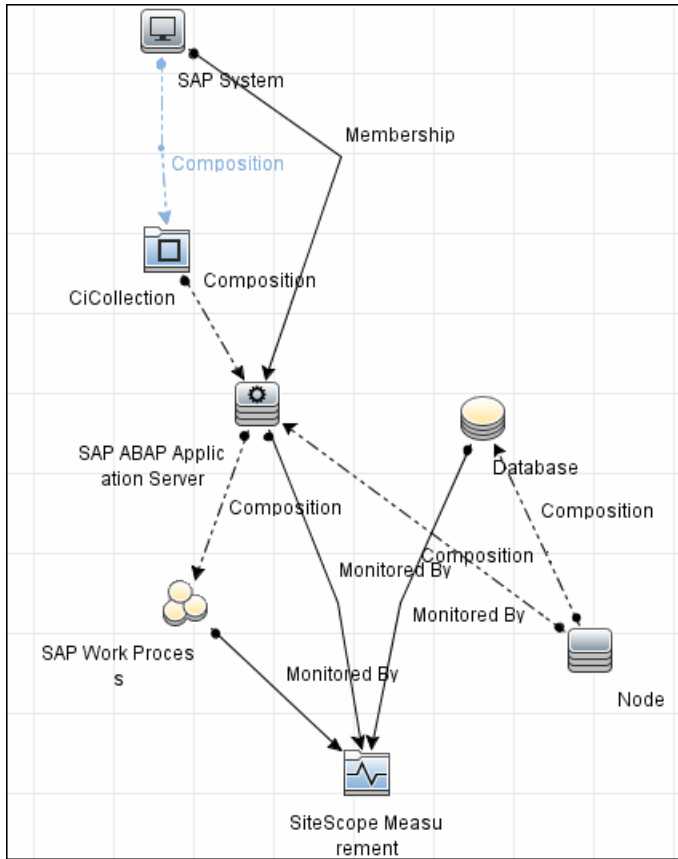 SAP System
Membership
Composition
Composition
CiCollection
SAP ABAP Applic
ation Server
Database
Composition
Composition
Composition
Monitored By
Monitored By
SAP Work Proces
s
Monitored By
Node
SiteScope Measu
rement